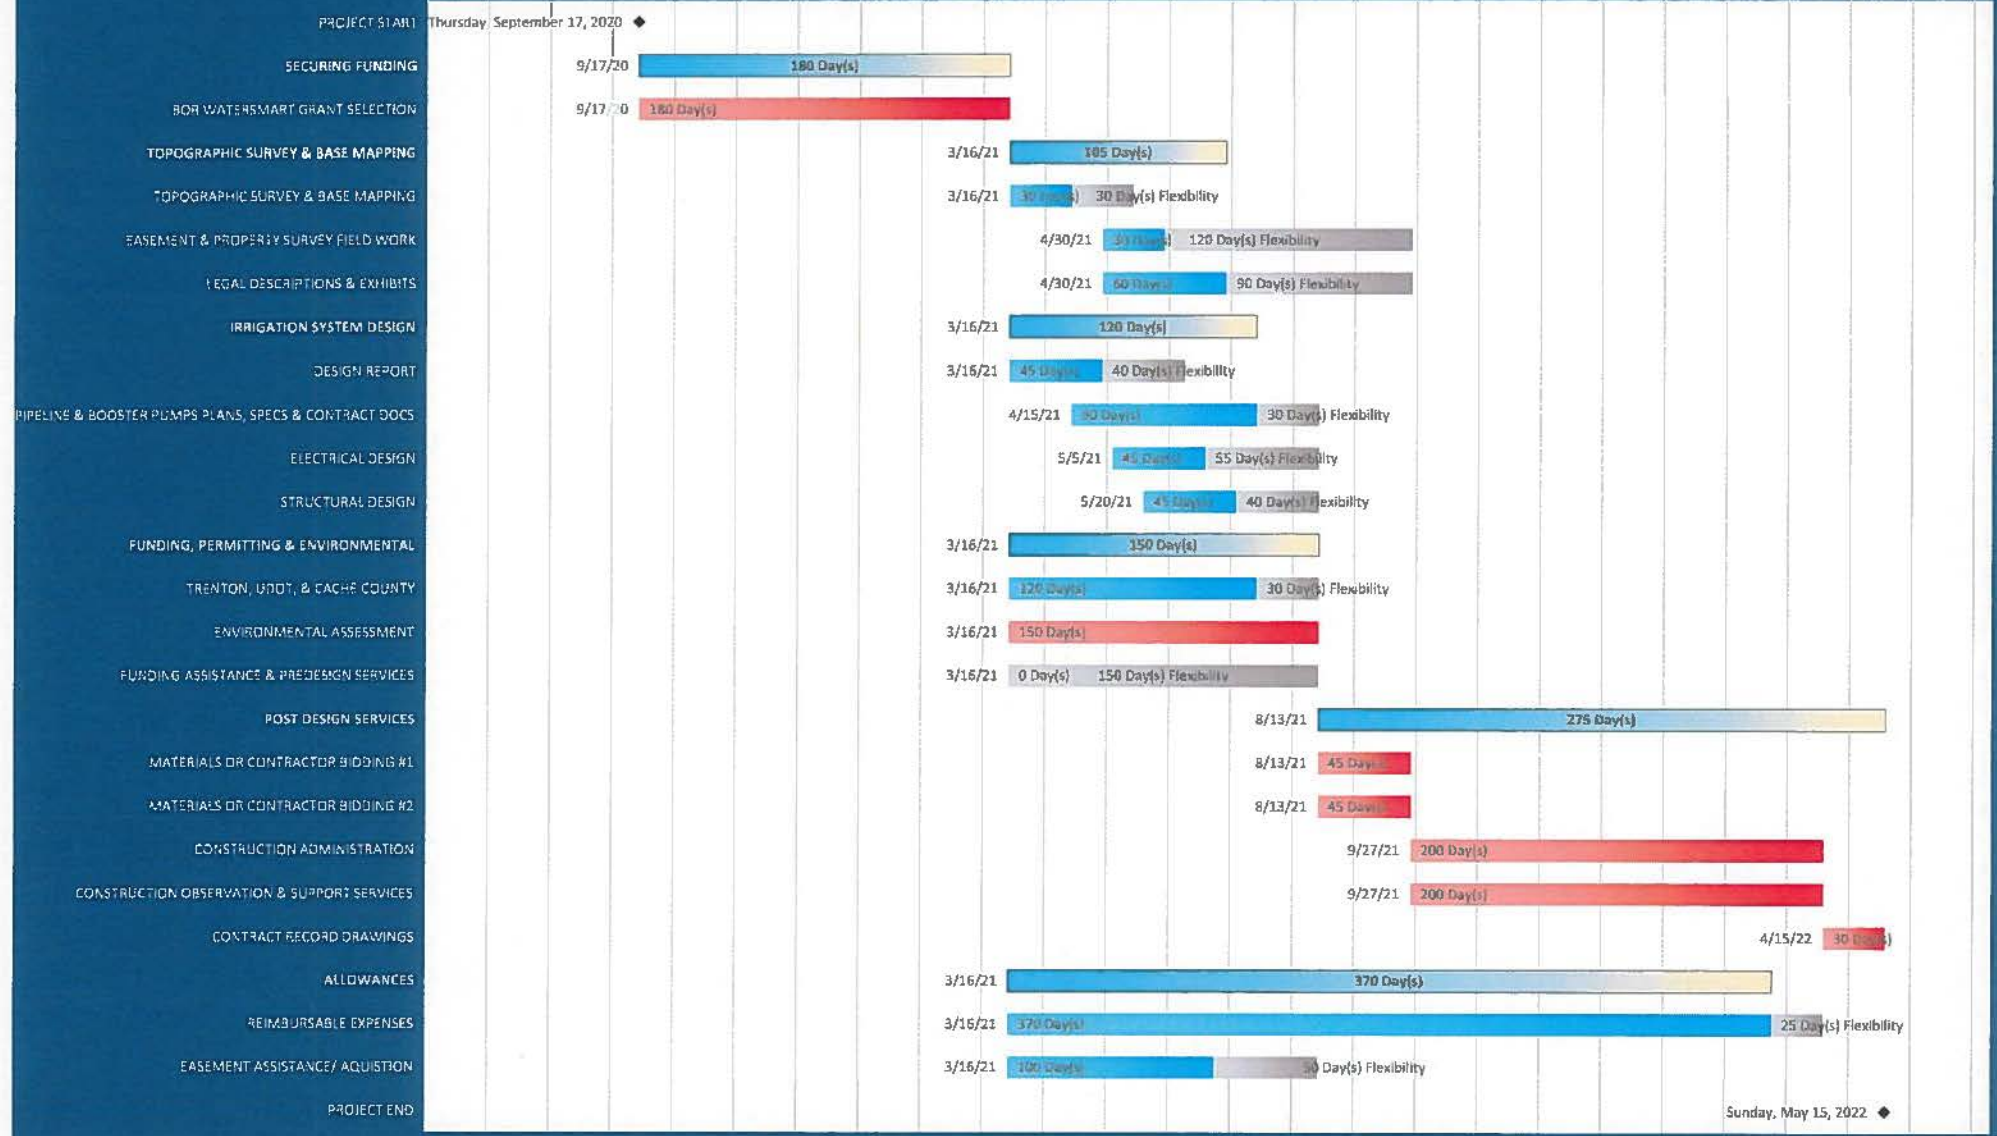 PROJECT START Thursday, September 17, 2020
SECURING FUNDING 9/17/20 180 Day(s)
BOR WATERSMART GRANT SELECTION 9/17/20 180 Day(s)
TOPOGRAPHIC SURVEY & BASE MAPPING 3/16/21 105 Day(s)
TOPOGRAPHIC SURVEY & BASE MAPPING 3/16/21 30 Day(s) 30 Day(s) Flexibility
EASEMENT & PROPERTY SURVEY FIELD WORK 4/30/21 30 Day(s) 120 Day(s) Flexibility
LEGAL DESCRIPTIONS & EXHIBITS 4/30/21 60 Day(s) 90 Day(s) Flexibility
IRRIGATION SYSTEM DESIGN 3/16/21 120 Day(s)
DESIGN REPORT 3/16/21 45 Day(s) 40 Day(s) Flexibility
PIPELINE & BOOSTER PUMPS PLANS, SPECS & CONTRACT DOCS 4/15/21 90 Day(s) 30 Day(s) Flexibility
ELECTRICAL DESIGN 5/5/21 45 Day(s) 55 Day(s) Flexibility
STRUCTURAL DESIGN 5/20/21 45 Day(s) 40 Day(s) Flexibility
FUNDING, PERMITTING & ENVIRONMENTAL 3/16/21 150 Day(s)
TRENTON, UDOT, & CACHE COUNTY 3/16/21 120 Day(s) 30 Day(s) Flexibility
ENVIRONMENTAL ASSESSMENT 3/16/21 150 Day(s)
FUNDING ASSISTANCE & PREDESIGN SERVICES 3/16/21 0 Day(s) 150 Day(s) Flexibility
POST DESIGN SERVICES 8/13/21 275 Day(s)
MATERIALS OR CONTRACTOR BIDDING #1 8/13/21 45 Day(s)
MATERIALS OR CONTRACTOR BIDDING #2 8/13/21 45 Day(s)
CONSTRUCTION ADMINISTRATION 9/27/21 200 Day(s)
CONSTRUCTION OBSERVATION & SUPPORT SERVICES 9/27/21 200 Day(s)
CONTRACT RECORD DRAWINGS 4/15/22 30 Day(s)
ALLOWANCES 3/16/21 370 Day(s)
REIMBURSABLE EXPENSES 3/16/21 370 Day(s) 25 Day(s) Flexibility
EASEMENT ASSISTANCE/ AQUISTION 3/16/21 100 Day(s) 50 Day(s) Flexibility
PROJECT END Sunday, May 15, 2022